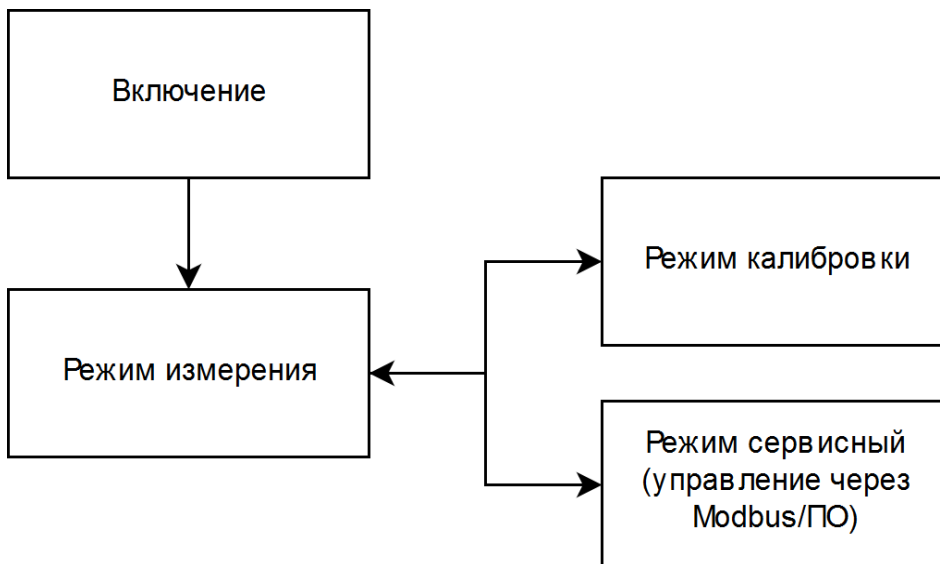 Включение
Режим калибровки
Режим измерения
Режим сервисный
(управление через
Modbus/ПО)